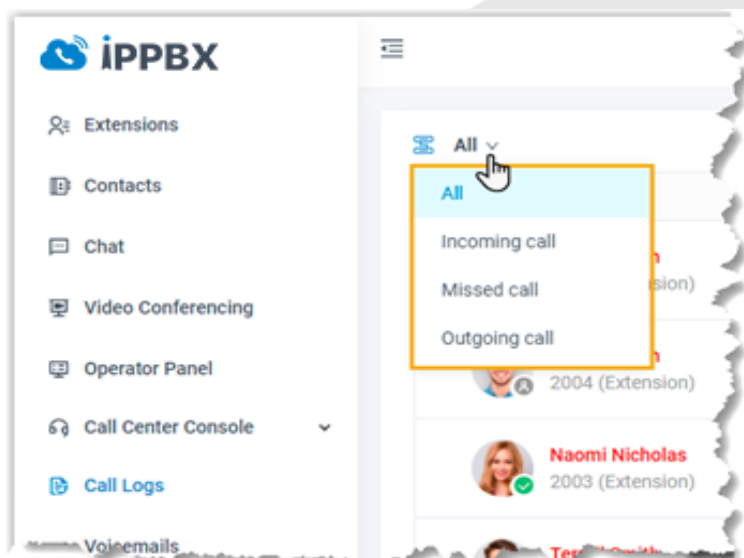 iPPBX
Extensions
Contacts
Chat
Video Conferencing
Operator Panel
Call Center Console
Call Logs
Voicemails
All
All
Incoming call
Missed call
Outgoing call
2004 (Extension)
Naomi Nicholas
2003 (Extension)